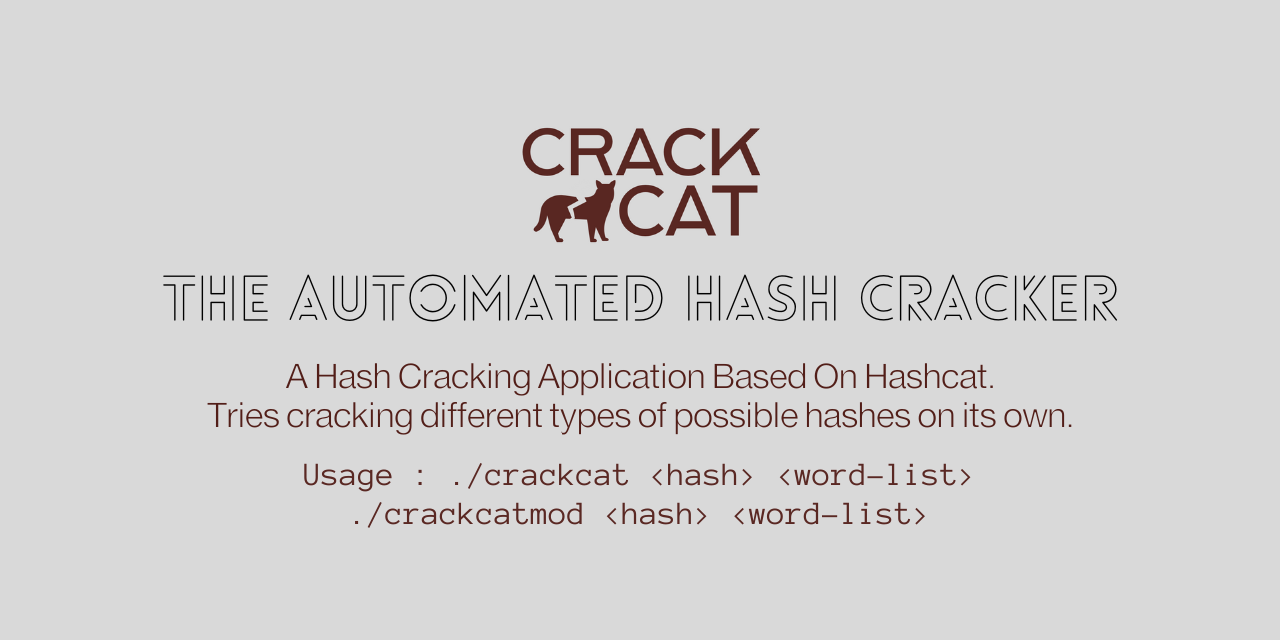 CRACK
CAT
THE AUTOMATED HASH CRACKER
A Hash Cracking Application Based On Hashcat.
Tries cracking different types of possible hashes on its own.
Usage : ./crackcat <hash> <word-list>
./crackcatmod <hash> <word-list>